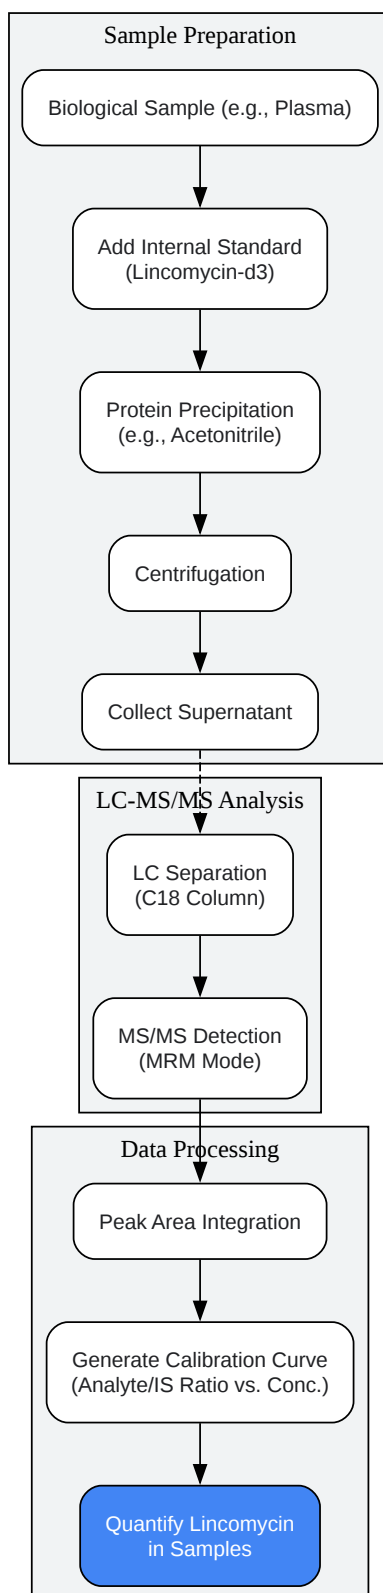 Sample Preparation
Biological Sample (e.g., Plasma)
Add Internal Standard
(Lincomycin-d3)
Protein Precipitation
(e.g., Acetonitrile)
Centrifugation
Collect Supernatant
LC-MS/MS Analysis
LC Separation
(C18 Column)
MS/MS Detection
(MRM Mode)
Data Processing
Peak Area Integration
Generate Calibration Curve
(Analyte/IS Ratio vs. Conc.)
Quantify Lincomycin
in Samples